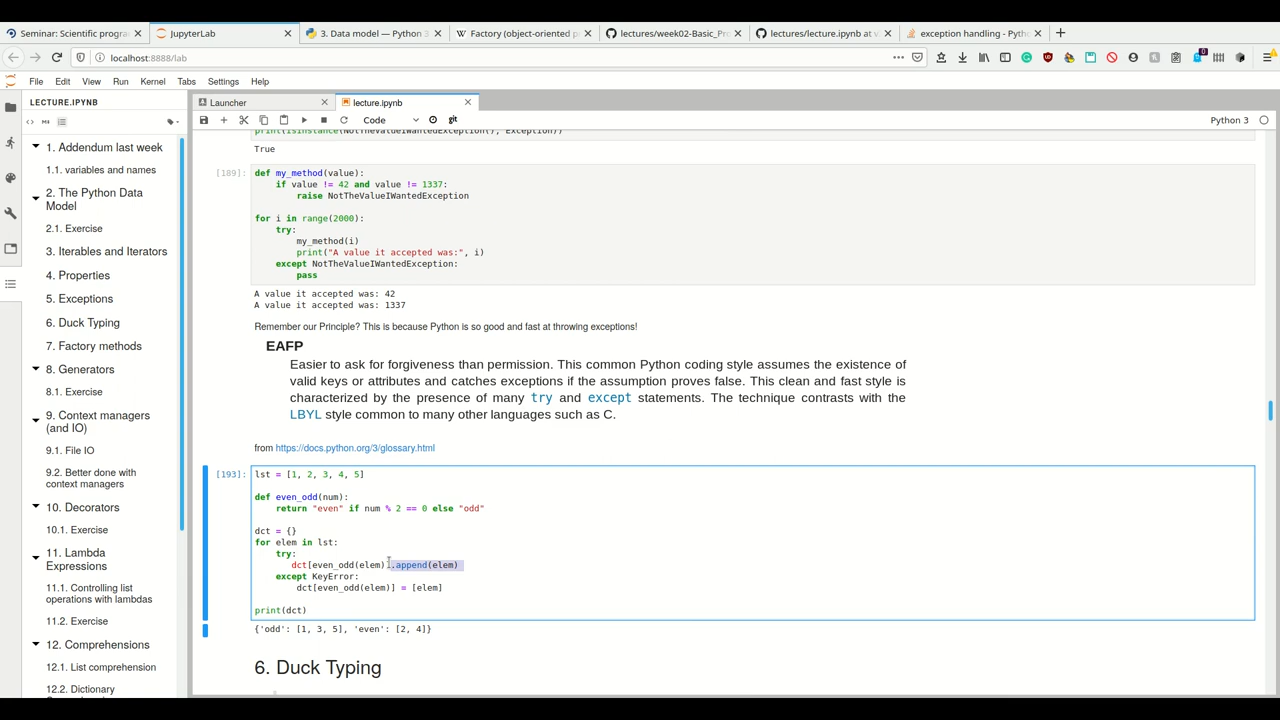 Seminar: Scientific progra
JupyterLab
3. Data model — Python 3
Factory (object-oriented p
lectures/week02-Basic_Pr
lectures/lecture.ipynb at v
exception handling - Pyth
localhost:8888/lab
File Edit View Run Kernel Tabs Settings Help
LECTURE.IPYNB
1. Addendum last week
1.1. variables and names
2. The Python Data
Model
2.1. Exercise
3. Iterables and Iterators
4. Properties
5. Exceptions
6. Duck Typing
7. Factory methods
8. Generators
8.1. Exercise
9. Context managers
(and IO)
9.1. File IO
9.2. Better done with
context managers
10. Decorators
10.1. Exercise
11. Lambda
Expressions
11.1. Controlling list
operations with lambdas
11.2. Exercise
12. Comprehensions
12.1. List comprehension
12.2. Dictionary
Launcher
lecture.ipynb
Code
git
Python 3
print(isinstance(NotTheValueIWantedException(), Exception))
True
[189]:
def my_method(value):
if value != 42 and value != 1337:
raise NotTheValueIWantedException
for i in range(2000):
try:
my_method(i)
print("A value it accepted was:", i)
except NotTheValueIWantedException:
pass
A value it accepted was: 42
A value it accepted was: 1337
Remember our Principle? This is because Python is so good and fast at throwing exceptions!
EAFP
Easier to ask for forgiveness than permission. This common Python coding style assumes the existence of
valid keys or attributes and catches exceptions if the assumption proves false. This clean and fast style is
characterized by the presence of many try and except statements. The technique contrasts with the
LBYL style common to many other languages such as C.
from https://docs.python.org/3/glossary.html
[193]:
lst = [1, 2, 3, 4, 5]
def even_odd(num):
return "even" if num % 2 == 0 else "odd"
dct = {}
for elem in lst:
try:
dct[even_odd(elem)].append(elem)
except KeyError:
dct[even_odd(elem)] = [elem]
print(dct)
{'odd': [1, 3, 5], 'even': [2, 4]}
6. Duck Typing